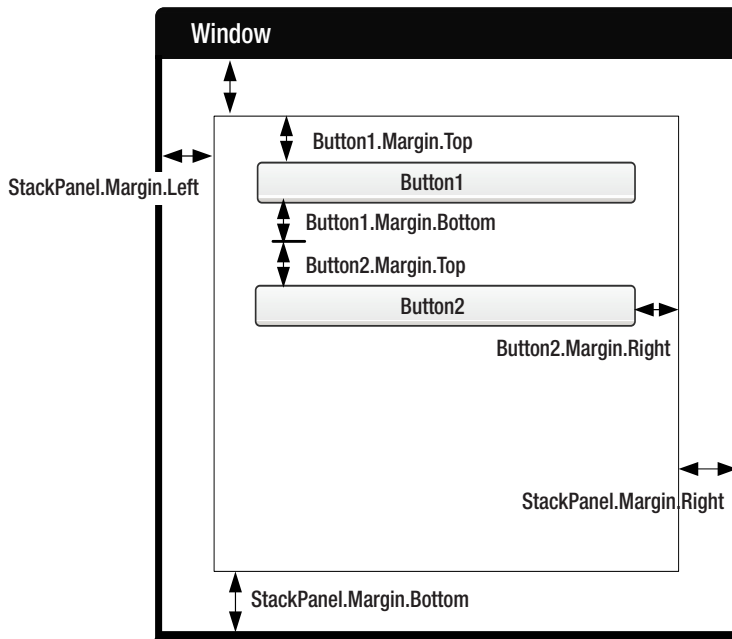 Window
Button1.Margin.Top
StackPanel.Margin.Left
Button1
Button1.Margin.Bottom
Button2.Margin.Top
Button2
Button2.Margin.Right
StackPanel.Margin.Right
StackPanel.Margin.Bottom